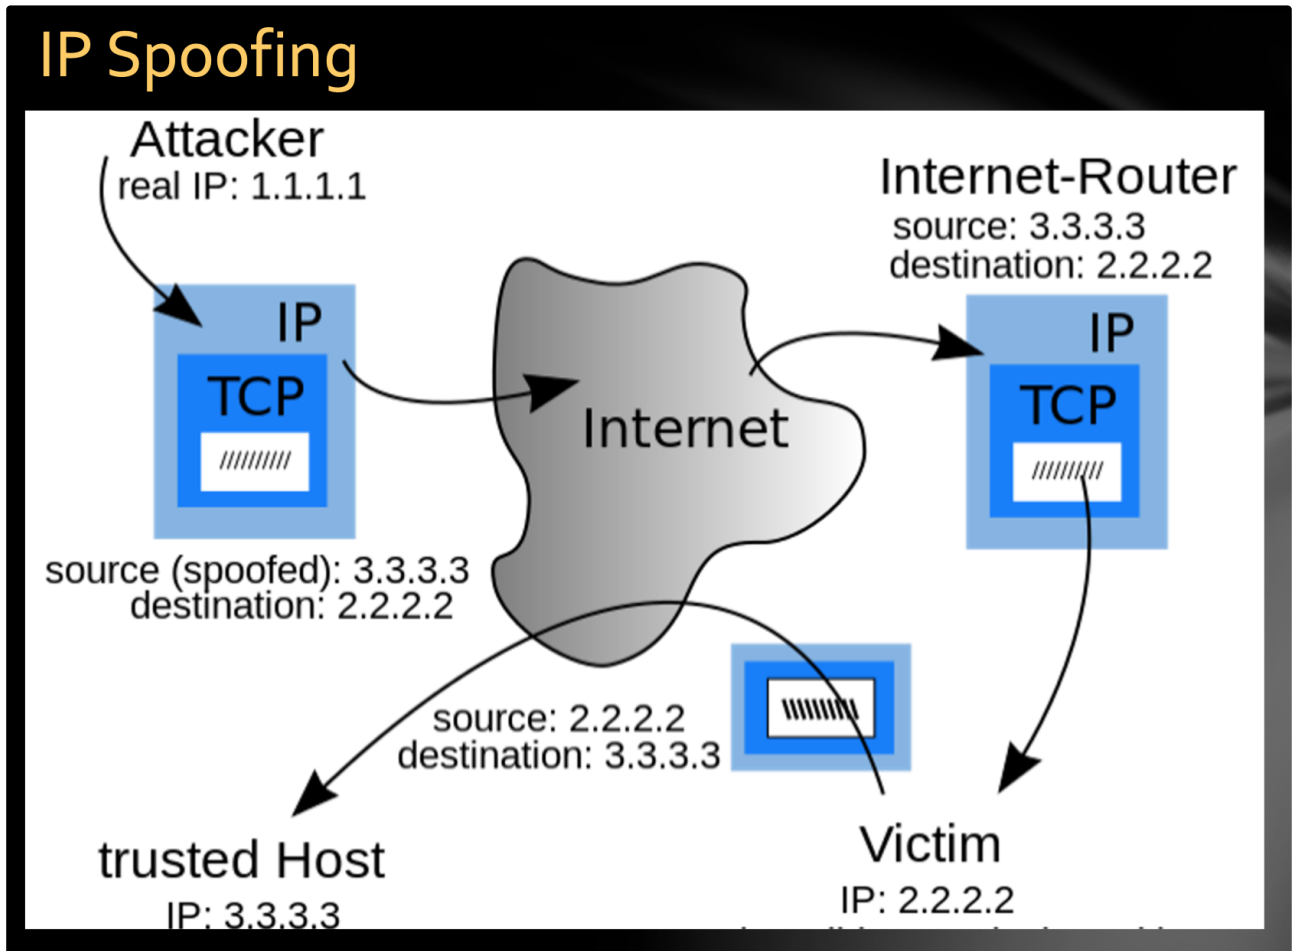 IP Spoofing
Attacker
real IP: 1.1.1.1
Internet-Router
source: 3.3.3.3
destination: 2.2.2.2
IP
TCP
//////////
Internet
IP
TCP
//////////
source (spoofed): 3.3.3.3
destination: 2.2.2.2
source: 2.2.2.2
destination: 3.3.3.3
trusted Host
IP: 3.3.3.3
Victim
IP: 2.2.2.2